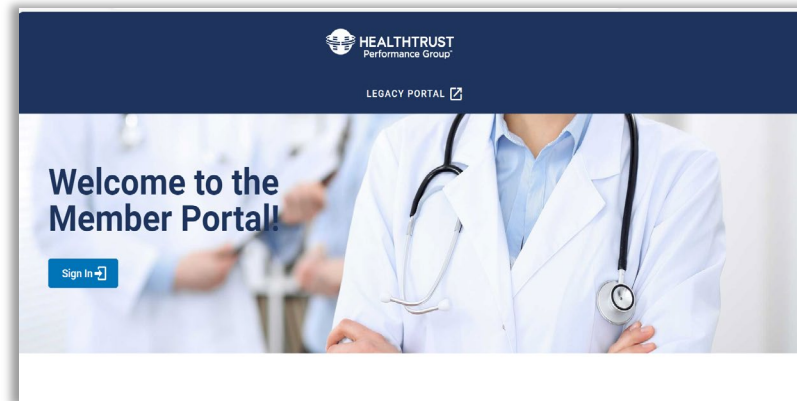 HEALTHTRUST
Performance Group
LEGACY PORTAL
Welcome to the
Member Portal!
Sign In